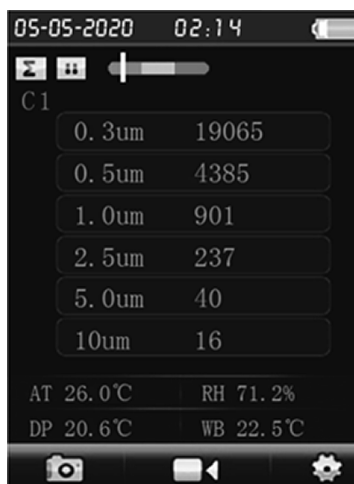 05-05-2020 02:14
Σ
C1
0.3um 19065
0.5um 4385
1.0um 901
2.5um 237
5.0um 40
10um 16
AT 26.0℃ RH 71.2%
DP 20.6℃ WB 22.5℃